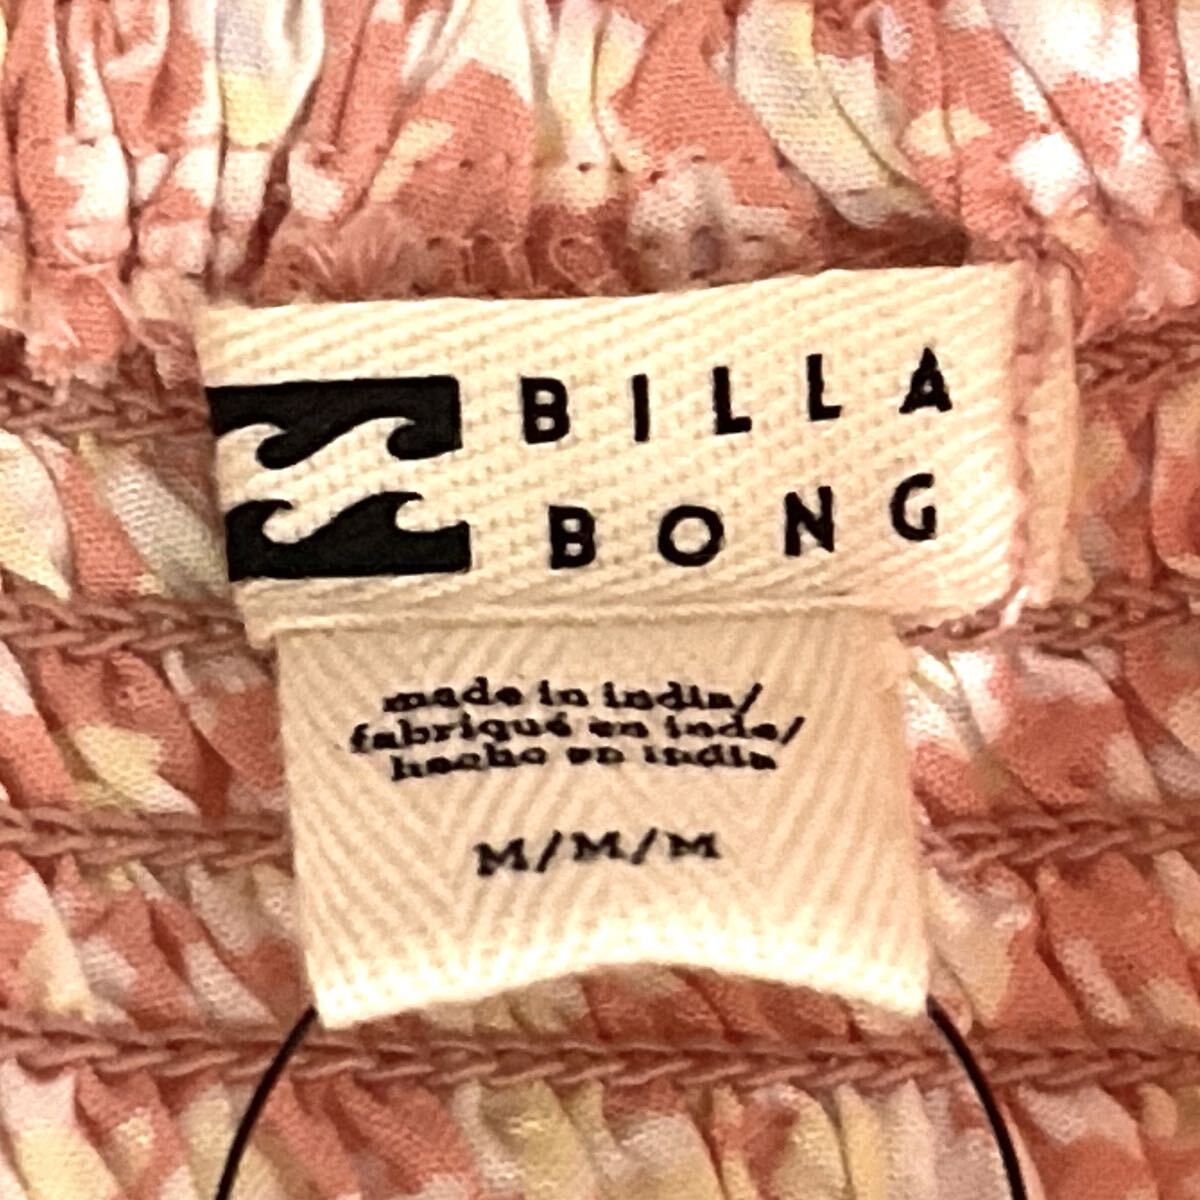 BILLA
BONG
made in india/
fabriqué en inde/
hecho en india
M/M/M